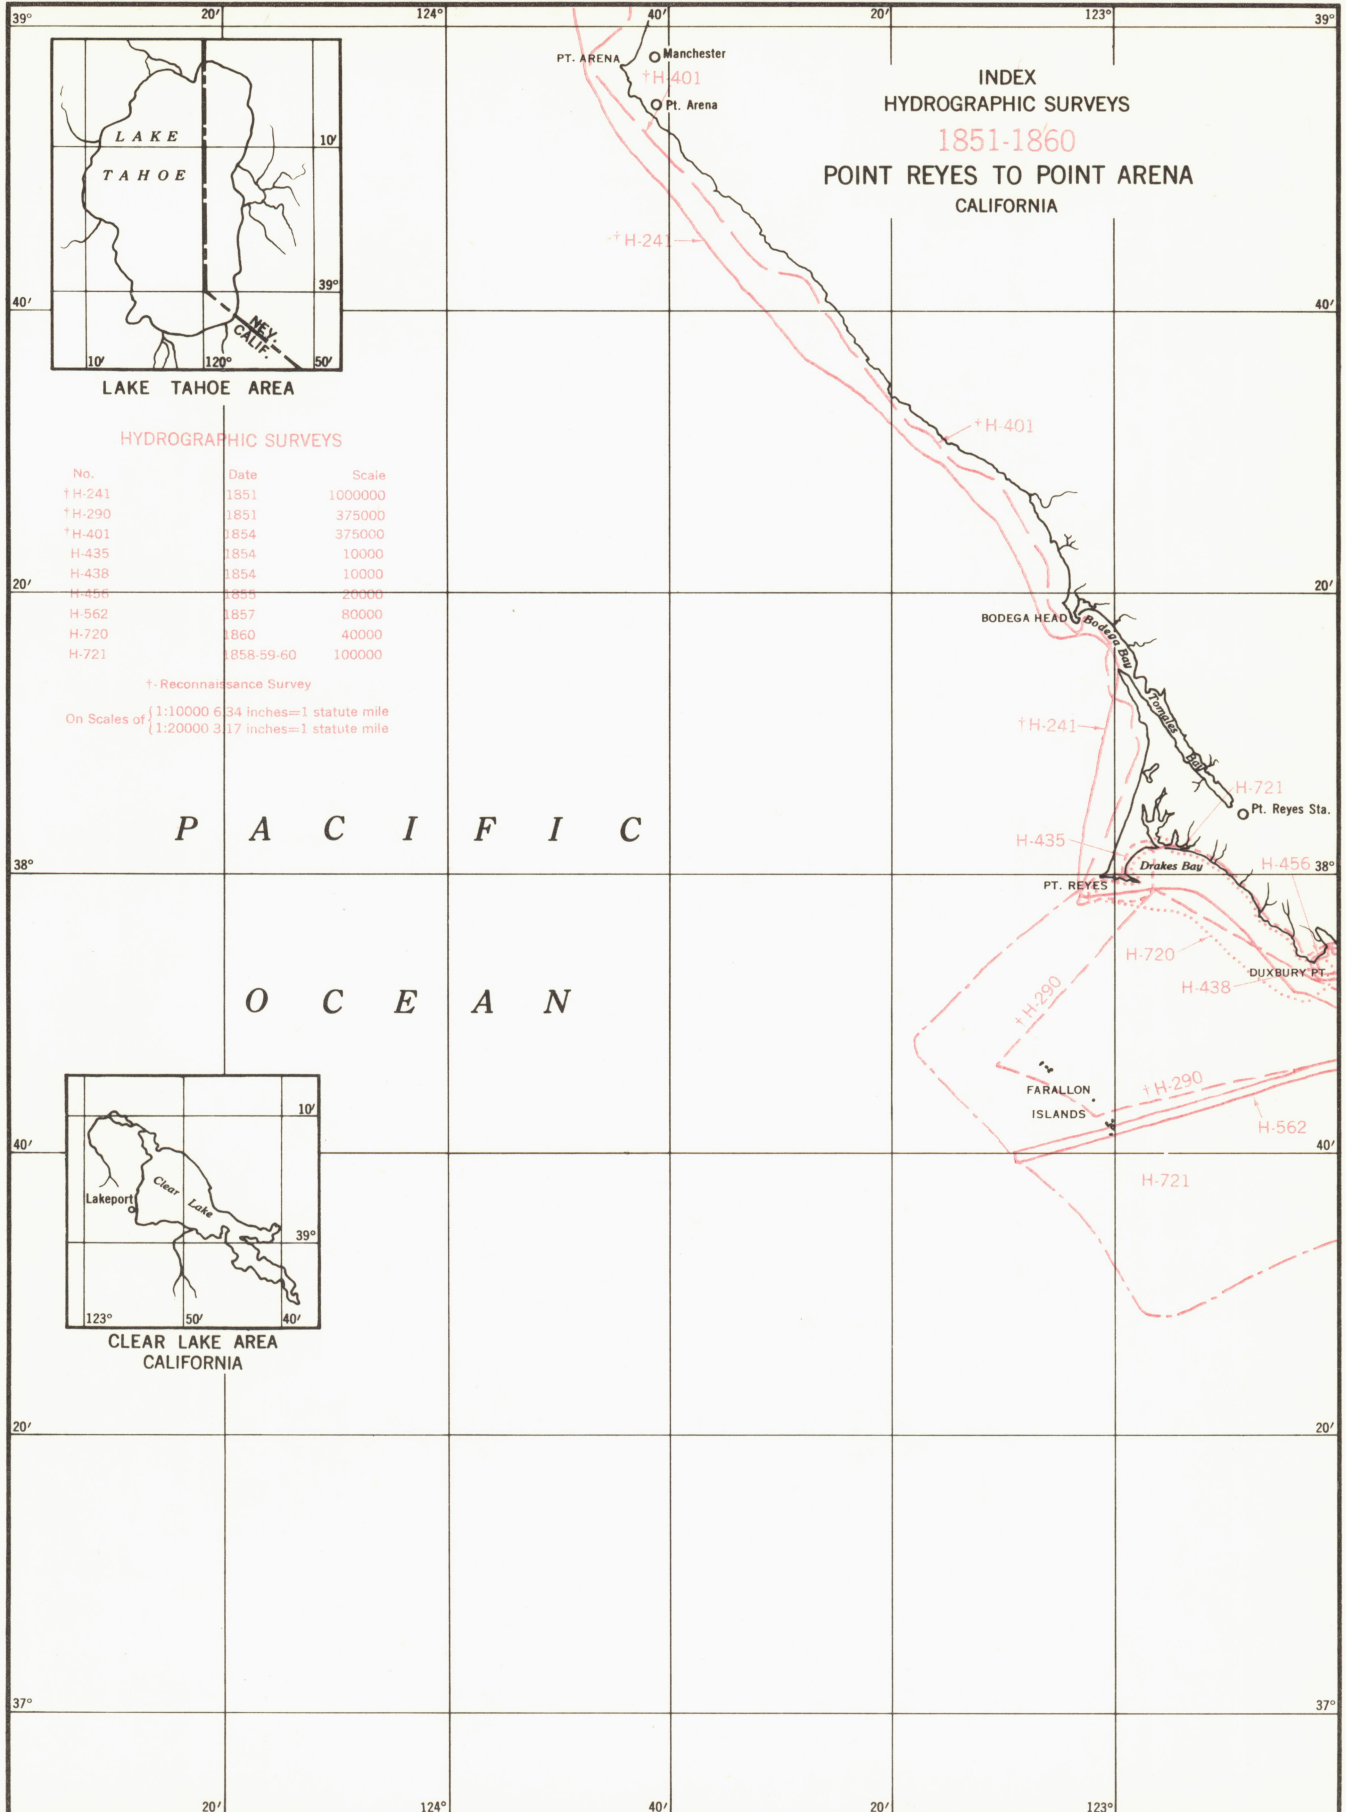 39° 20′ 124° 40′ 20′ 123° 39°
INDEX
HYDROGRAPHIC SURVEYS
1851-1860
POINT REYES TO POINT ARENA
CALIFORNIA
PT. ARENA
Manchester
†H-401
Pt. Arena
†H-241
LAKE
TAHOE
10′
39°
NEV.
CALIF.
10′ 120° 50′
LAKE TAHOE AREA
40′ 40′
HYDROGRAPHIC SURVEYS
No. Date Scale
†H-241 1851 1000000
†H-290 1851 375000
†H-401 1854 375000
H-435 1854 10000
H-438 1854 10000
H-456 1855 20000
H-562 1857 80000
H-720 1860 40000
H-721 1858-59-60 100000
†-Reconnaissance Survey
On Scales of {1:10000 6.34 inches=1 statute mile
{1:20000 3.17 inches=1 statute mile
†H-401
20′ 20′
BODEGA HEAD
Bodega Bay
Tomales Bay
†H-241
H-721
Pt. Reyes Sta.
PACIFIC
H-435
Drakes Bay
H-456
38° 38°
PT. REYES
H-720
DUXBURY PT.
H-438
OCEAN
†H-290
FARALLON
ISLANDS
†H-290
H-562
40′ 40′
H-721
10′
Lakeport
Clear Lake
39°
123° 50′ 40′
CLEAR LAKE AREA
CALIFORNIA
20′ 20′
37° 37°
20′ 124° 40′ 20′ 123°